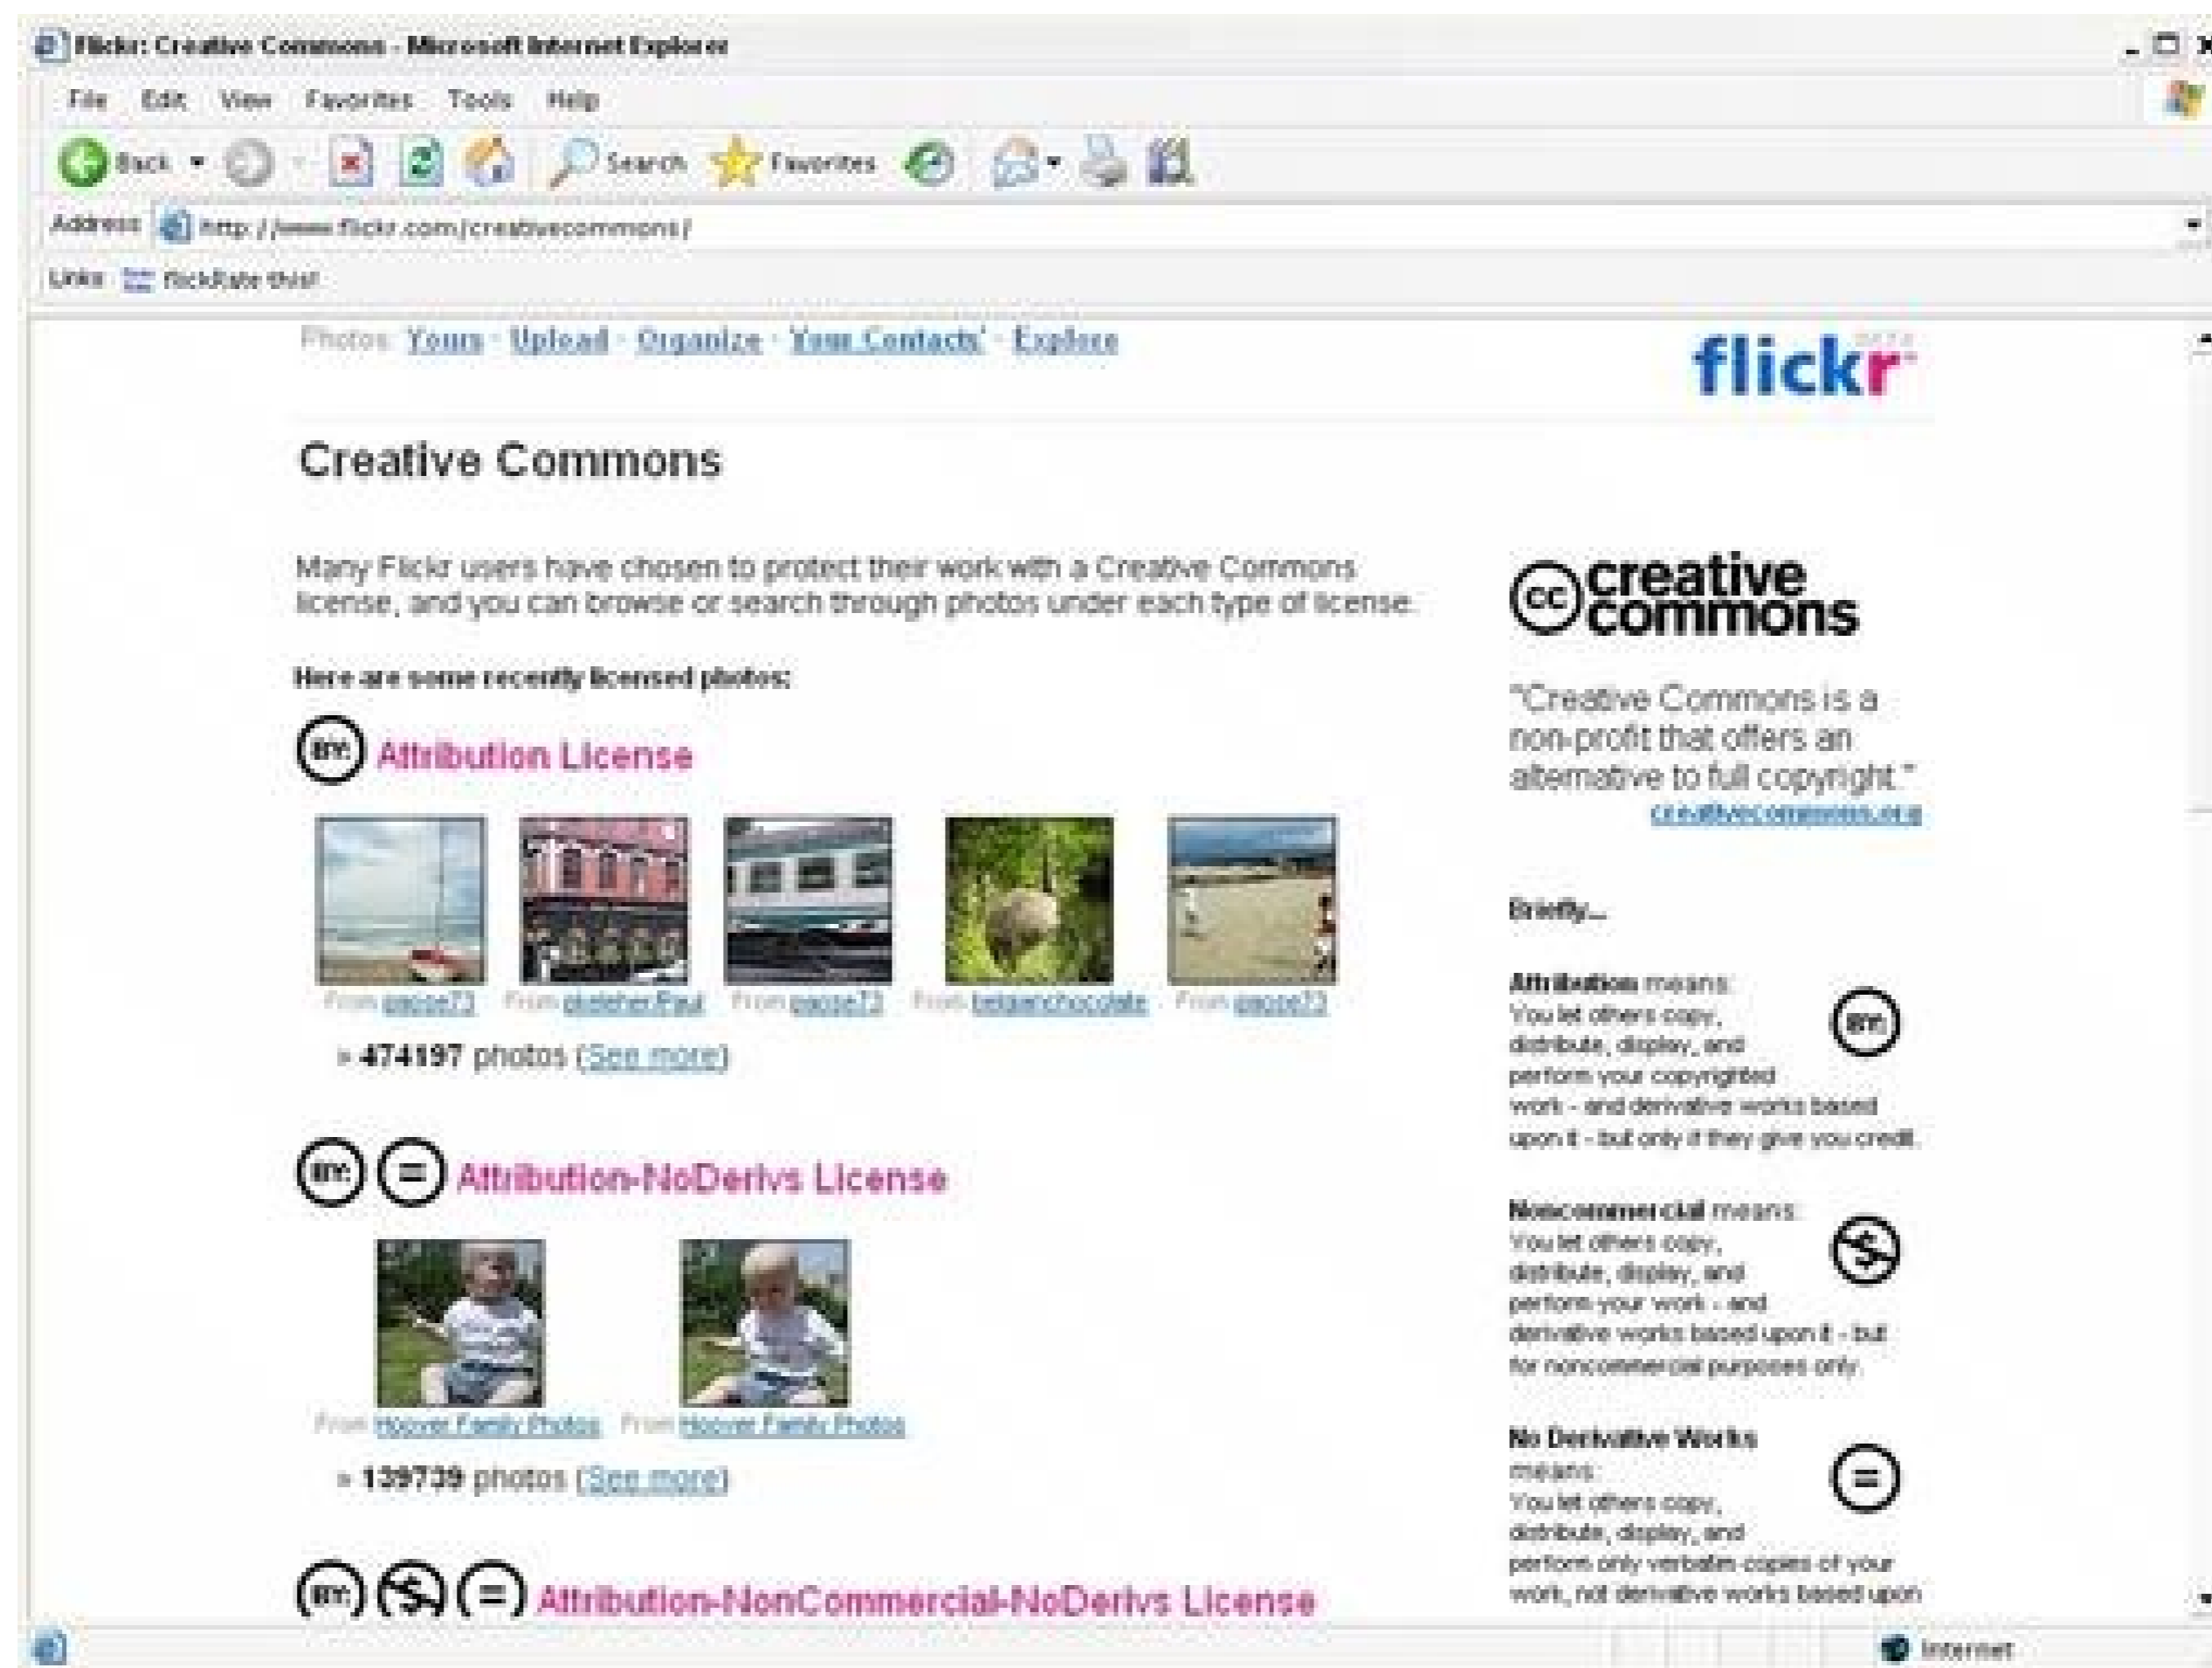 Flickr: Creative Commons - Microsoft Internet Explorer
File Edit View Favorites Tools Help
Back Search Favorites
Address http://www.flickr.com/creativecommons/
Links flickRate this!
Photos: Yours · Upload · Organize · Your Contacts' · Explore
flickr BETA
Creative Commons
Many Flickr users have chosen to protect their work with a Creative Commons
license, and you can browse or search through photos under each type of license.
Here are some recently licensed photos:
BY: Attribution License
From From pkeleher/Paul From From belgianchocolate From
» 474197 photos (See more)
BY: = Attribution-NoDerivs License
From Hoover Family Photos From Hoover Family Photos
» 139739 photos (See more)
BY: $ = Attribution-NonCommercial-NoDerivs License
cc creative
commons
"Creative Commons is a
non-profit that offers an
alternative to full copyright."
creativecommons.org
Briefly...
Attribution means:
You let others copy,
distribute, display, and
perform your copyrighted
work - and derivative works based
upon it - but only if they give you credit.
BY:
Noncommercial means:
You let others copy,
distribute, display, and
perform your work - and
derivative works based upon it - but
for noncommercial purposes only.
$
No Derivative Works
means:
You let others copy,
distribute, display, and
perform only verbatim copies of your
work, not derivative works based upon
=
Internet